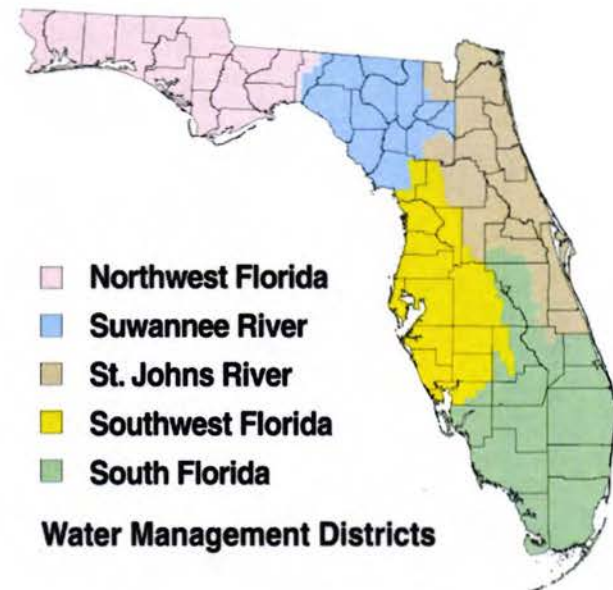 Northwest Florida
Suwannee River
St. Johns River
Southwest Florida
South Florida
Water Management Districts